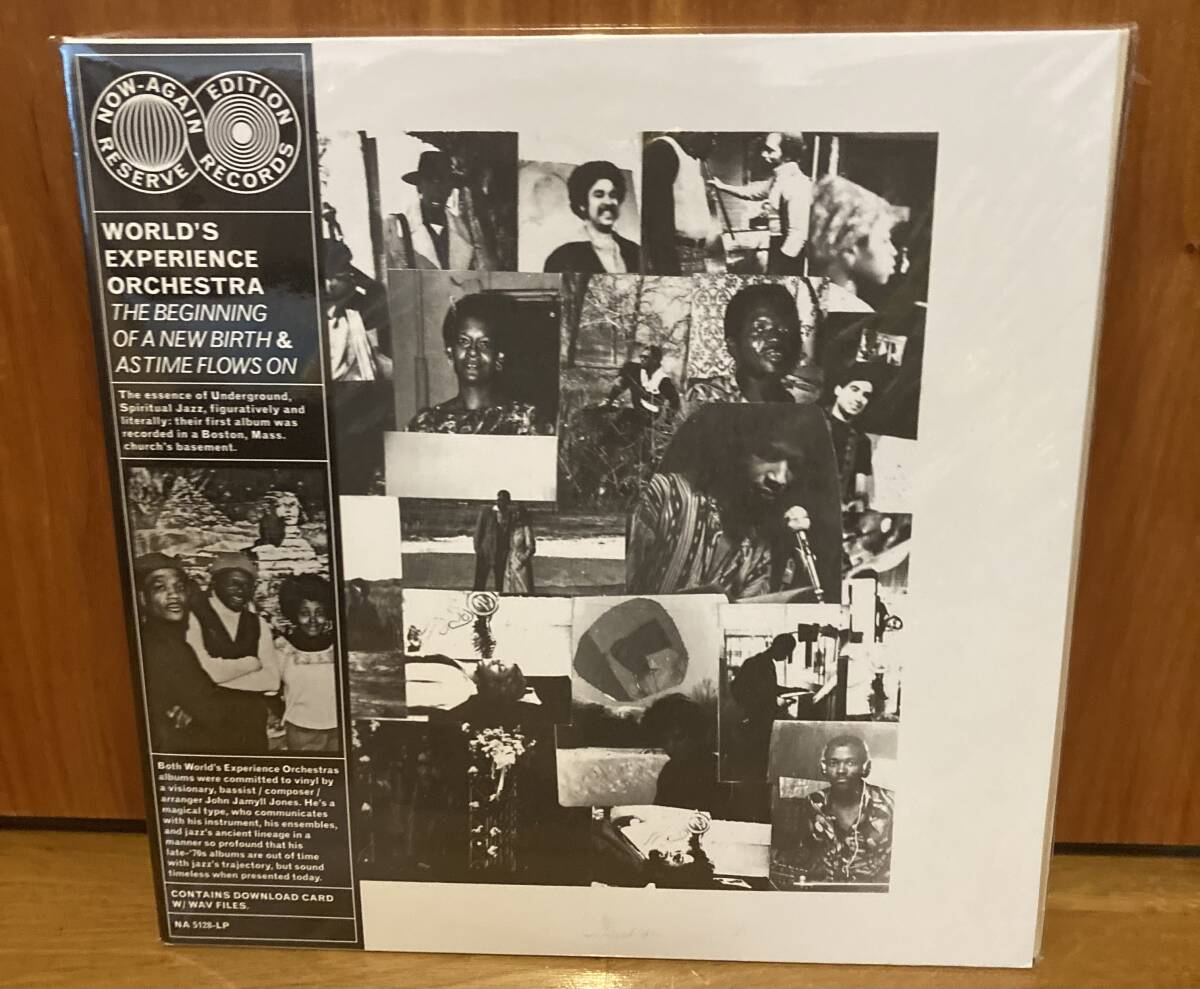 NOW-AGAIN RESERVE
EDITION RECORDS
WORLD'S
EXPERIENCE
ORCHESTRA
THE BEGINNING
OF A NEW BIRTH &
AS TIME FLOWS ON
The essence of Underground,
Spiritual Jazz, figuratively and
literally: their first album was
recorded in a Boston, Mass.
church's basement.
Both World's Experience Orchestras
albums were committed to vinyl by
a visionary, bassist / composer /
arranger John Jamyll Jones. He's a
magical type, who communicates
with his instrument, his ensembles,
and jazz's ancient lineage in a
manner so profound that his
late-'70s albums are out of time
with jazz's trajectory, but sound
timeless when presented today.
CONTAINS DOWNLOAD CARD
W/ WAV FILES.
NA 5128-LP